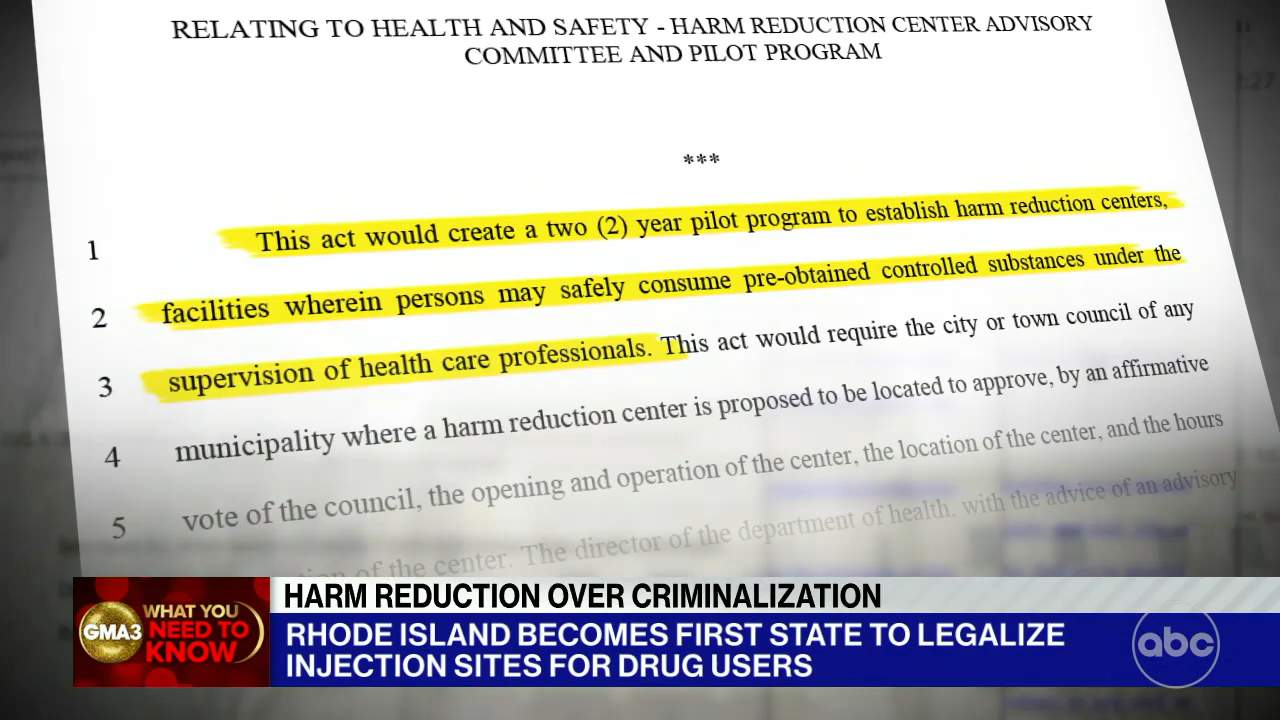 RELATING TO HEALTH AND SAFETY - HARM REDUCTION CENTER ADVISORY
COMMITTEE AND PILOT PROGRAM
***
1 This act would create a two (2) year pilot program to establish harm reduction centers,
2 facilities wherein persons may safely consume pre-obtained controlled substances under the
3 supervision of health care professionals. This act would require the city or town council of any
4 municipality where a harm reduction center is proposed to be located to approve, by an affirmative
5 vote of the council, the opening and operation of the center, the location of the center, and the hours
of the center. The director of the department of health, with the advice of an advisory
GMA3 WHAT YOU
NEED TO
KNOW
HARM REDUCTION OVER CRIMINALIZATION
RHODE ISLAND BECOMES FIRST STATE TO LEGALIZE
INJECTION SITES FOR DRUG USERS
abc